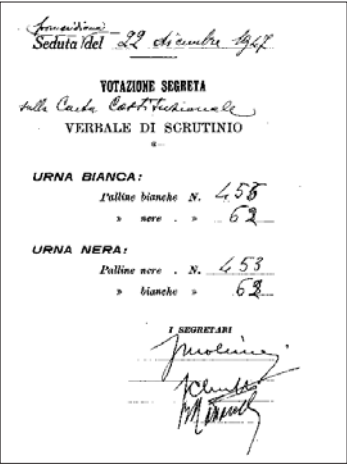 pomeridiana
Seduta del 22 dicembre 1947
VOTAZIONE SEGRETA
sulla Carta Costituzionale
VERBALE DI SCRUTINIO
URNA BIANCA:
Palline bianche N. 453
» nere . » 62
URNA NERA:
Palline nere . N. 453
» bianche » 62
I SEGRETARI